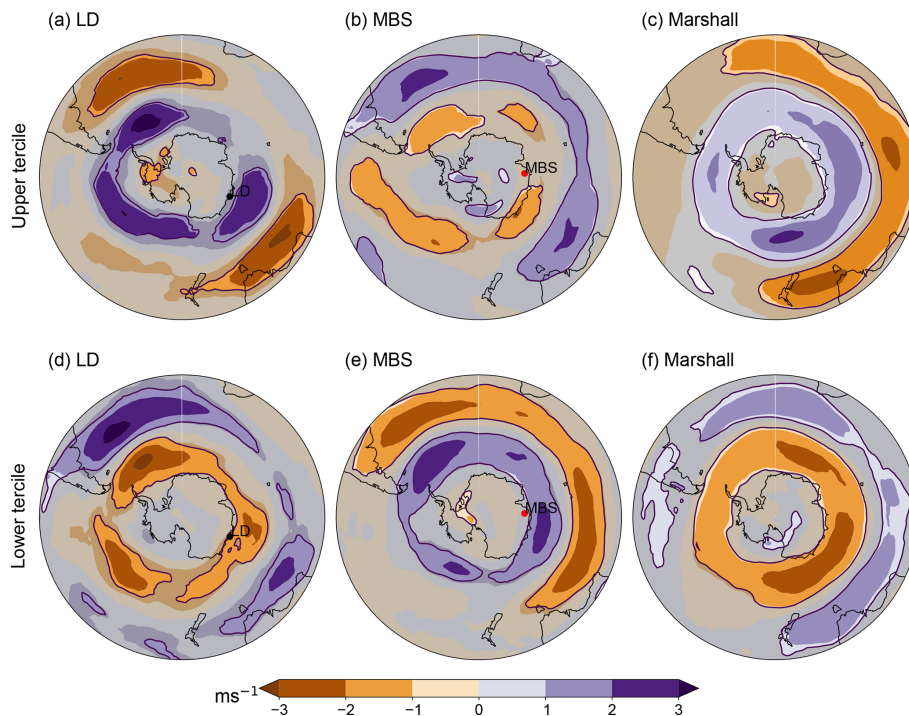 (a) LD
(b) MBS
(c) Marshall
Upper tercile
LD
MBS
(d) LD
(e) MBS
(f) Marshall
Lower tercile
LD
MBS
ms⁻¹
−3 −2 −1 0 1 2 3